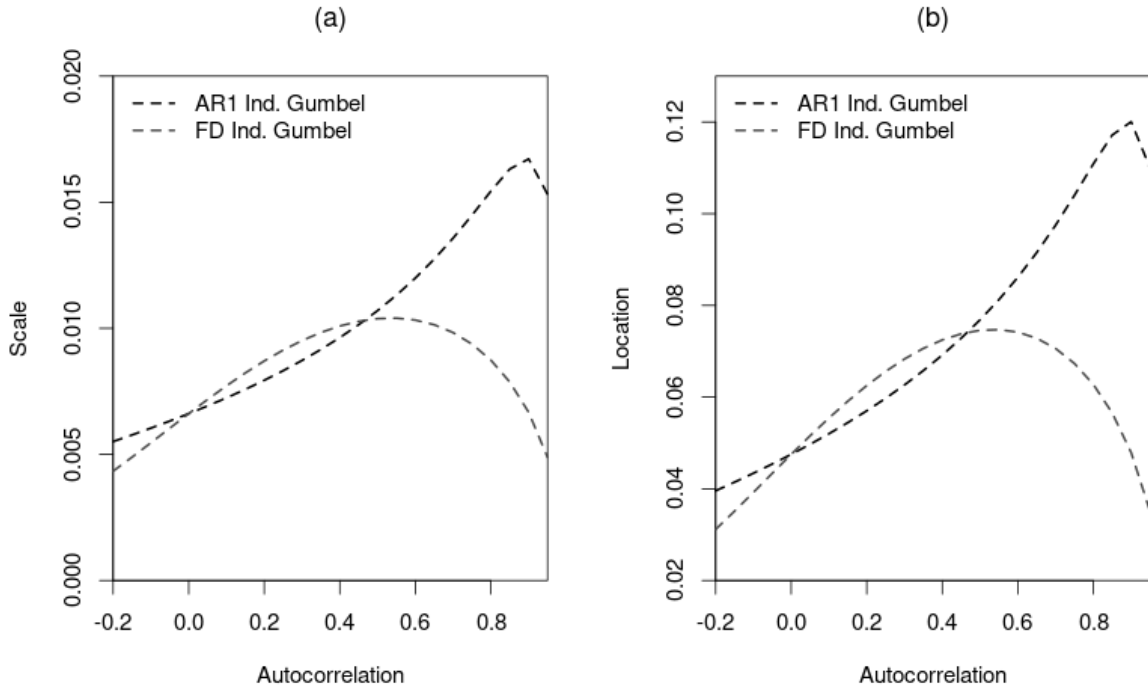 (a)
AR1 Ind. Gumbel
FD Ind. Gumbel
Scale
0.000 0.005 0.010 0.015 0.020
-0.2 0.0 0.2 0.4 0.6 0.8
Autocorrelation
(b)
AR1 Ind. Gumbel
FD Ind. Gumbel
Location
0.02 0.04 0.06 0.08 0.10 0.12
-0.2 0.0 0.2 0.4 0.6 0.8
Autocorrelation